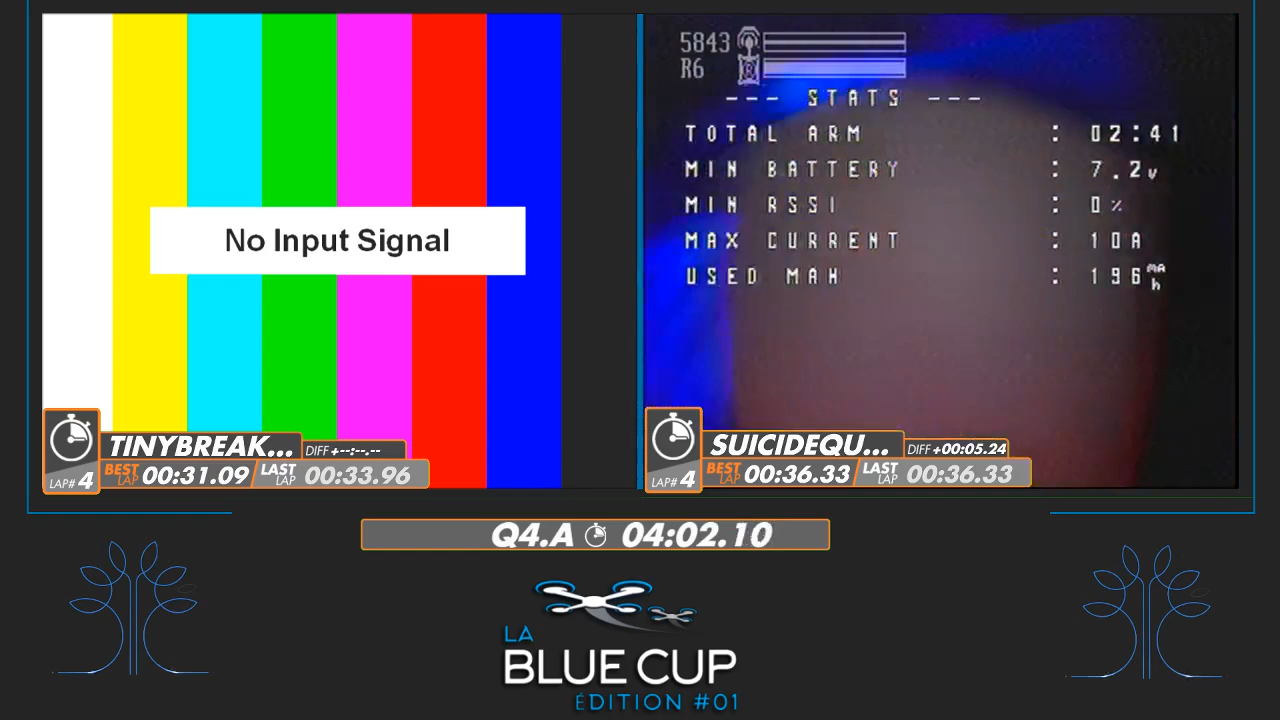 No Input Signal
TINYBREAK... DIFF +--:--.--
LAP# 4 BEST LAP 00:31.09 LAST LAP 00:33.96
5843
R6
--- STATS ---
TOTAL ARM : 02:41
MIN BATTERY : 7.2V
MIN RSSI : 0%
MAX CURRENT : 10A
USED MAH : 196mAh
SUICIDEQU... DIFF +00:05.24
LAP# 4 BEST LAP 00:36.33 LAST LAP 00:36.33
Q4.A 04:02.10
LA
BLUE CUP
ÉDITION #01